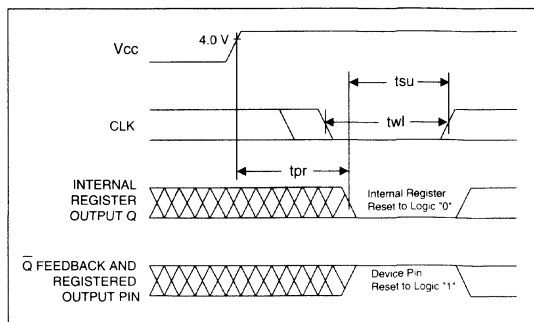 Vcc
4.0 V
tsu
CLK
twl
tpr
INTERNAL
REGISTER
OUTPUT Q
Internal Register
Reset to Logic "0"
Q̅ FEEDBACK AND
REGISTERED
OUTPUT PIN
Device Pin
Reset to Logic "1"